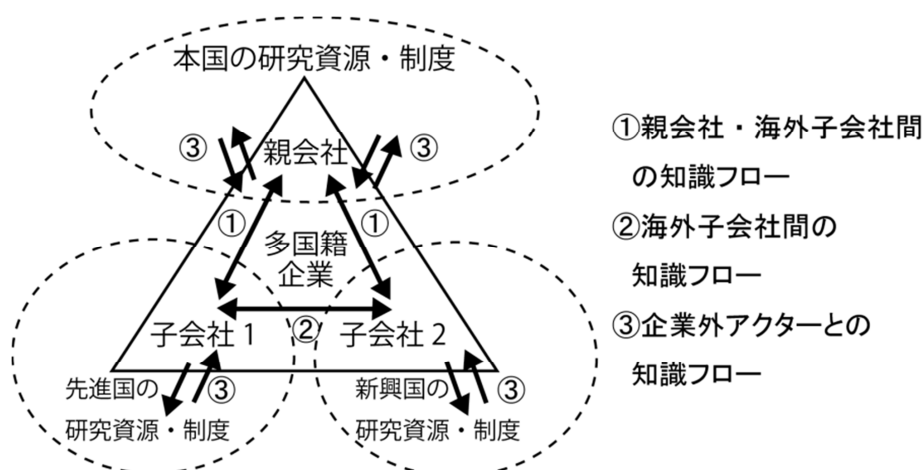 本国の研究資源・制度
③
親会社
③
①
①
多国籍
企業
②
子会社1
子会社2
先進国の
③
研究資源・制度
新興国の
③
研究資源・制度
①親会社・海外子会社間
の知識フロー
②海外子会社間の
知識フロー
③企業外アクターとの
知識フロー